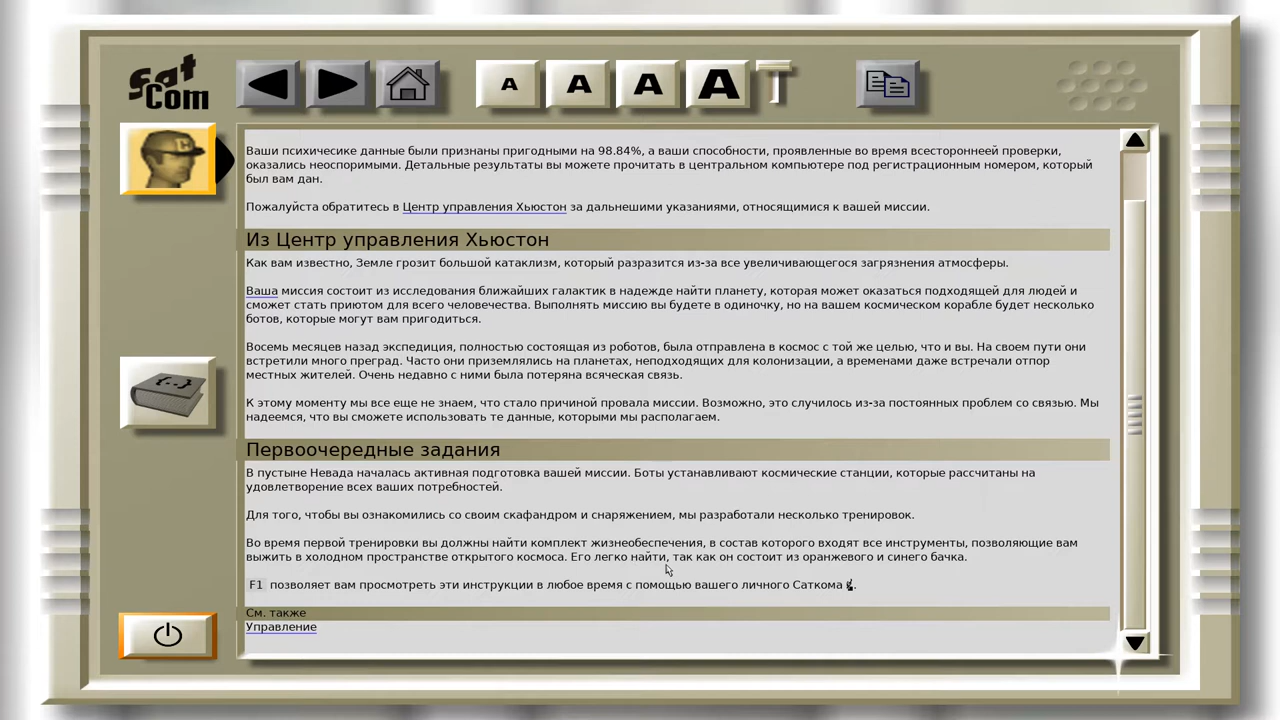 Sat
Com
A A A A T
Ваши психичесике данные были признаны пригодными на 98.84%, а ваши способности, проявленные во время всестороннеей проверки,
оказались неоспоримыми. Детальные результаты вы можете прочитать в центральном компьютере под регистрационным номером, который
был вам дан.
Пожалуйста обратитесь в Центр управления Хьюстон за дальнешими указаниями, относящимися к вашей миссии.
Из Центр управления Хьюстон
Как вам известно, Земле грозит большой катаклизм, который разразится из-за все увеличивающегося загрязнения атмосферы.
Ваша миссия состоит из исследования ближайших галактик в надежде найти планету, которая может оказаться подходящей для людей и
сможет стать приютом для всего человечества. Выполнять миссию вы будете в одиночку, но на вашем космическом корабле будет несколько
ботов, которые могут вам пригодиться.
Восемь месяцев назад экспедиция, полностью состоящая из роботов, была отправлена в космос с той же целью, что и вы. На своем пути они
встретили много преград. Часто они приземлялись на планетах, неподходящих для колонизации, а временами даже встречали отпор
местных жителей. Очень недавно с ними была потеряна всяческая связь.
К этому моменту мы все еще не знаем, что стало причиной провала миссии. Возможно, это случилось из-за постоянных проблем со связью. Мы
надеемся, что вы сможете использовать те данные, которыми мы располагаем.
Первоочередные задания
В пустыне Невада началась активная подготовка вашей миссии. Боты устанавливают космические станции, которые рассчитаны на
удовлетворение всех ваших потребностей.
Для того, чтобы вы ознакомились со своим скафандром и снаряжением, мы разработали несколько тренировок.
Во время первой тренировки вы должны найти комплект жизнеобеспечения, в состав которого входят все инструменты, позволяющие вам
выжить в холодном пространстве открытого космоса. Его легко найти, так как он состоит из оранжевого и синего бачка.
F1 позволяет вам просмотреть эти инструкции в любое время с помощью вашего личного Саткома .
См. также
Управление
{..}